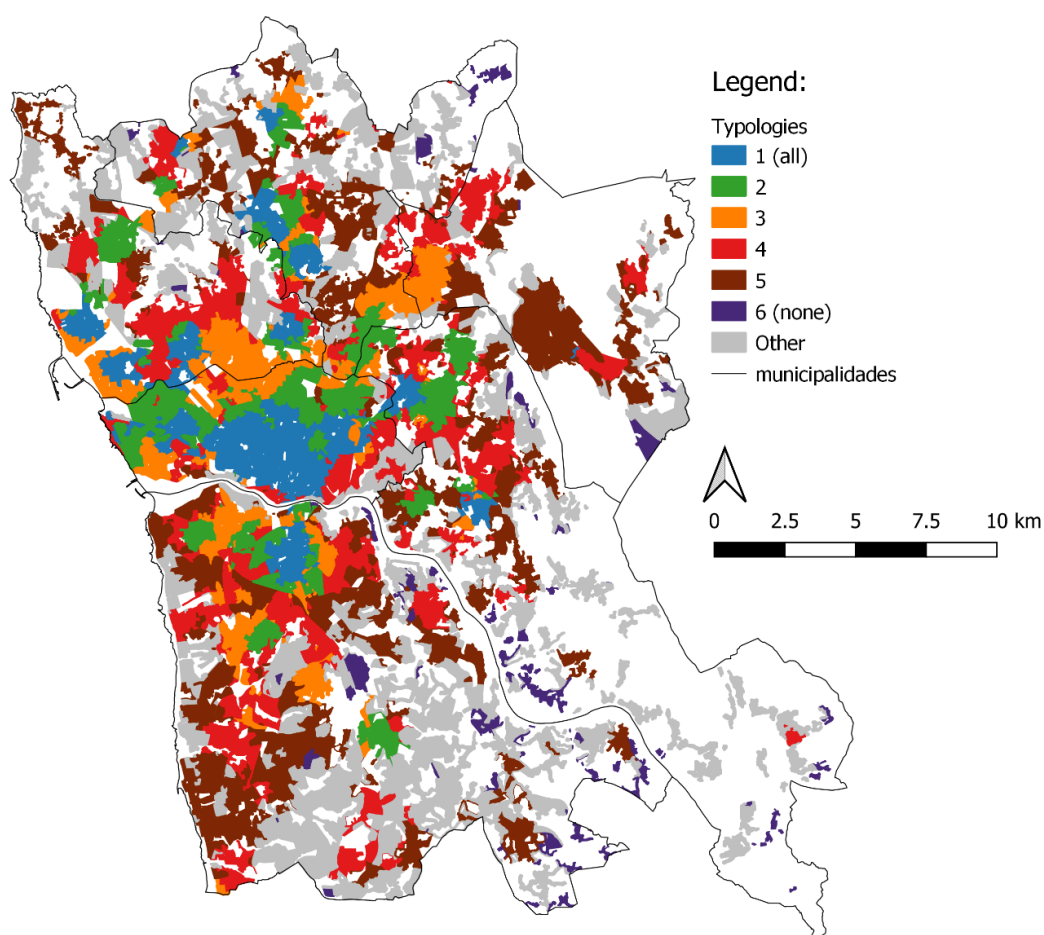 Legend:
Typologies
1 (all)
2
3
4
5
6 (none)
Other
municipalidades
0 2.5 5 7.5 10 km